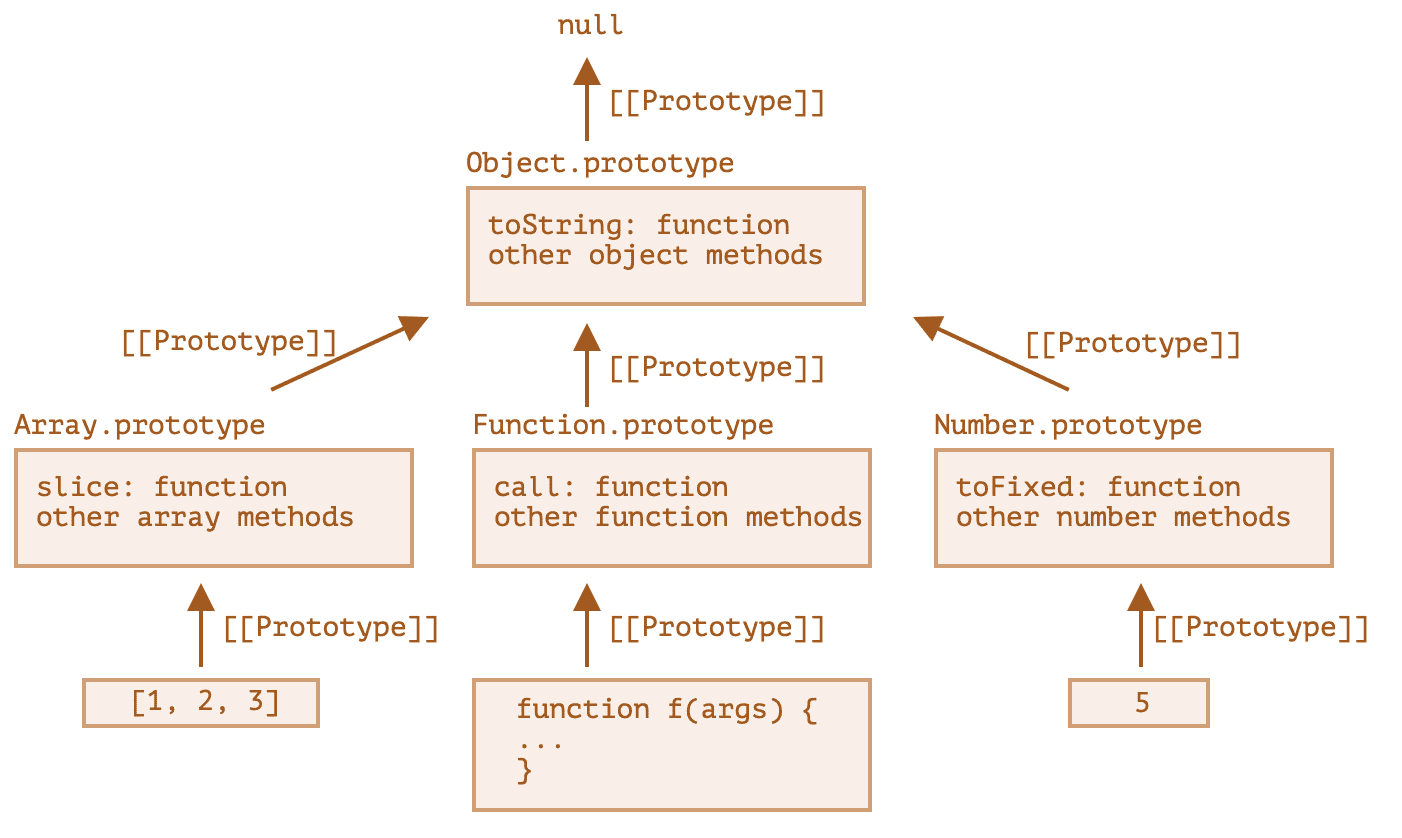 null
[[Prototype]]
Object.prototype
toString: function
other object methods
[[Prototype]]
[[Prototype]]
[[Prototype]]
Array.prototype
slice: function
other array methods
Function.prototype
call: function
other function methods
Number.prototype
toFixed: function
other number methods
[[Prototype]]
[[Prototype]]
[[Prototype]]
[1, 2, 3]
function f(args) {
...
}
5